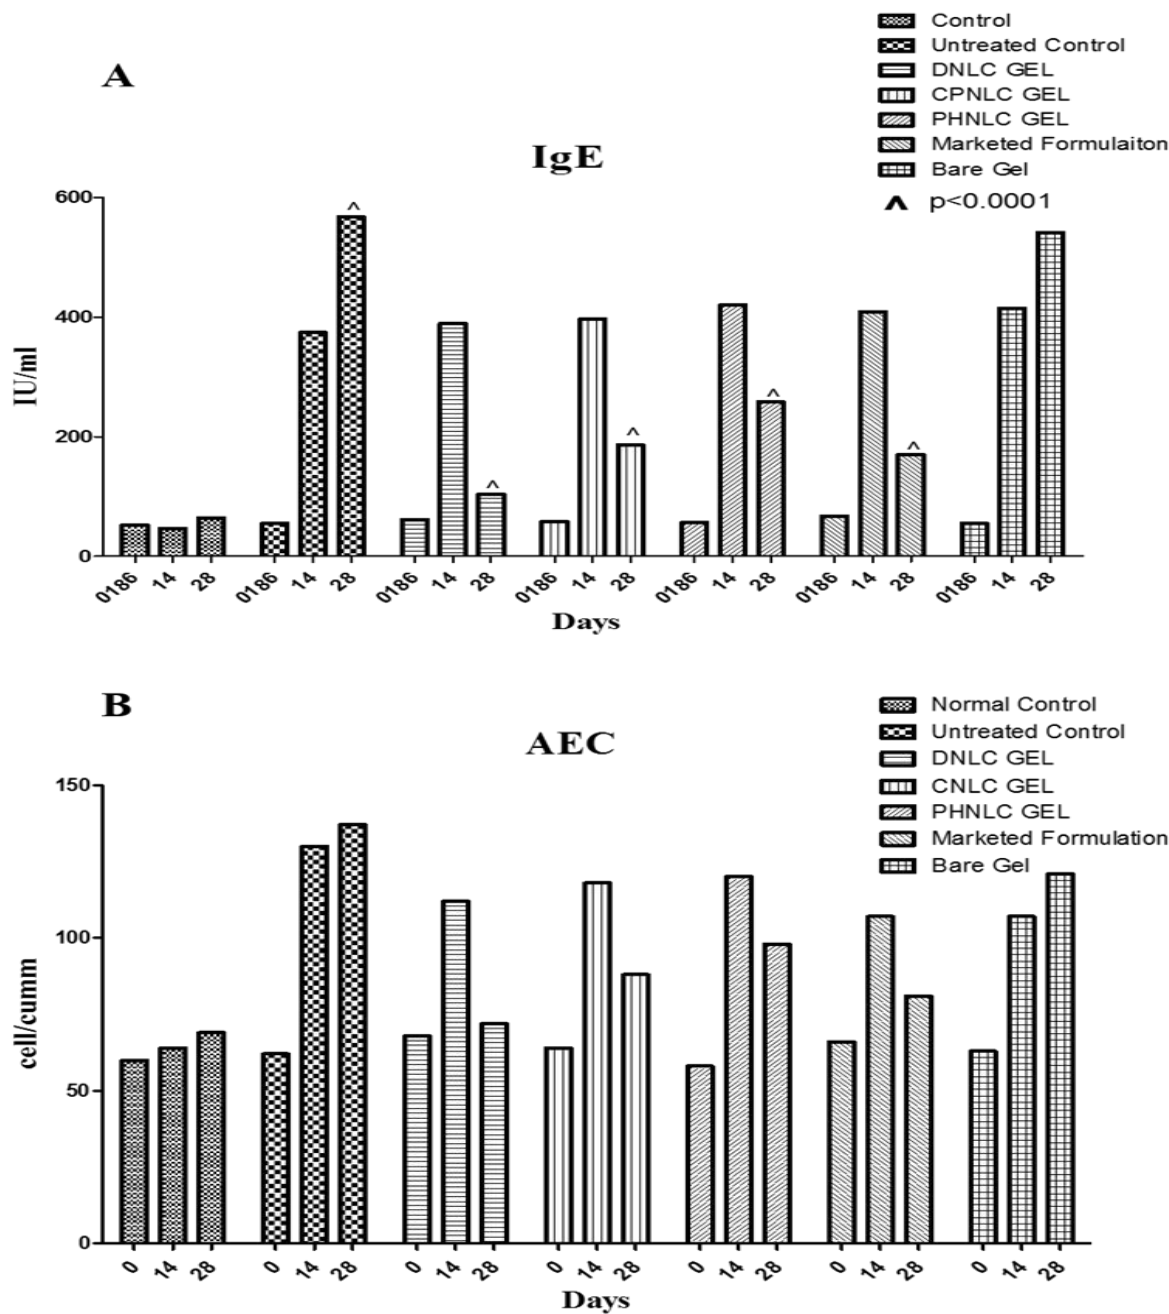 A
Control
Untreated Control
DNLC GEL
CPNLC GEL
PHNLC GEL
Marketed Formulaiton
Bare Gel
^ p<0.0001
IgE
600
400
200
0
IU/ml
^ ^ ^ ^ ^
0186 14 28 0186 14 28 0186 14 28 0186 14 28 0186 14 28 0186 14 28 0186 14 28
Days
B
Normal Control
Untreated Control
DNLC GEL
CNLC GEL
PHNLC GEL
Marketed Formulation
Bare Gel
AEC
150
100
50
0
cell/cumm
0 14 28 0 14 28 0 14 28 0 14 28 0 14 28 0 14 28 0 14 28
Days